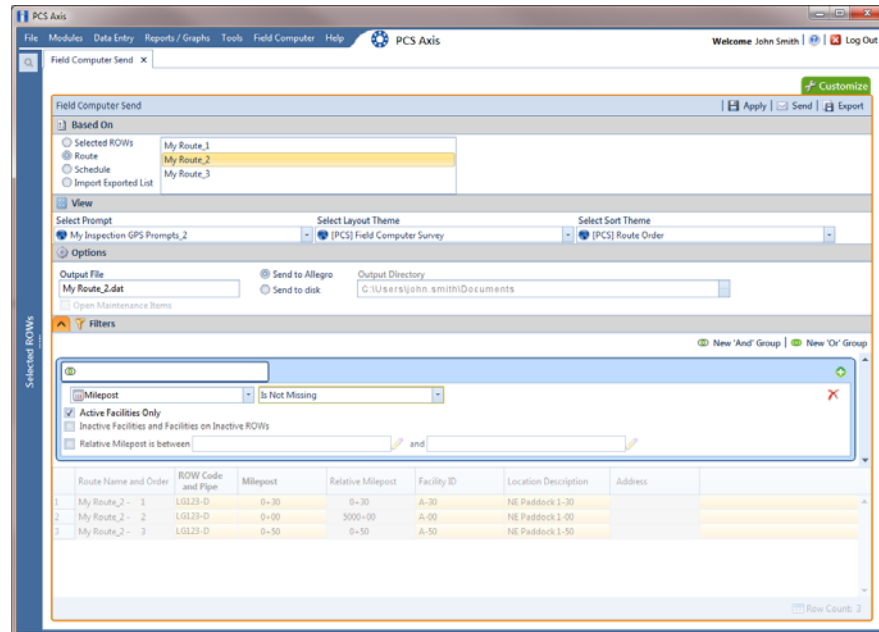 PCS Axis
File Modules Data Entry Reports / Graphs Tools Field Computer Help PCS Axis Welcome John Smith | Log Out
Field Computer Send X
Customize
Field Computer Send | Apply | Send | Export
Based On
Selected ROWs
Route
Schedule
Import Exported List
My Route_1
My Route_2
My Route_3
View
Select Prompt Select Layout Theme Select Sort Theme
My Inspection GPS Prompts_2 [PCS] Field Computer Survey [PCS] Route Order
Options
Output File Send to Allegro Output Directory
My Route_2.dat Send to disk C:\Users\john.smith\Documents
Open Maintenance Items
Filters
Selected ROWs
New 'And' Group | New 'Or' Group
Milepost Is Not Missing
Active Facilities Only
Inactive Facilities and Facilities on Inactive ROWs
Relative Milepost is between and
Route Name and Order ROW Code and Pipe Milepost Relative Milepost Facility ID Location Description Address
1 My Route_2 - 1 LG123-D 0+30 0+30 A-30 NE Paddock 1-30
2 My Route_2 - 2 LG123-D 0+00 5000+00 A-00 NE Paddock 1-00
3 My Route_2 - 3 LG123-D 0+50 0+50 A-50 NE Paddock 1-50
Row Count: 3